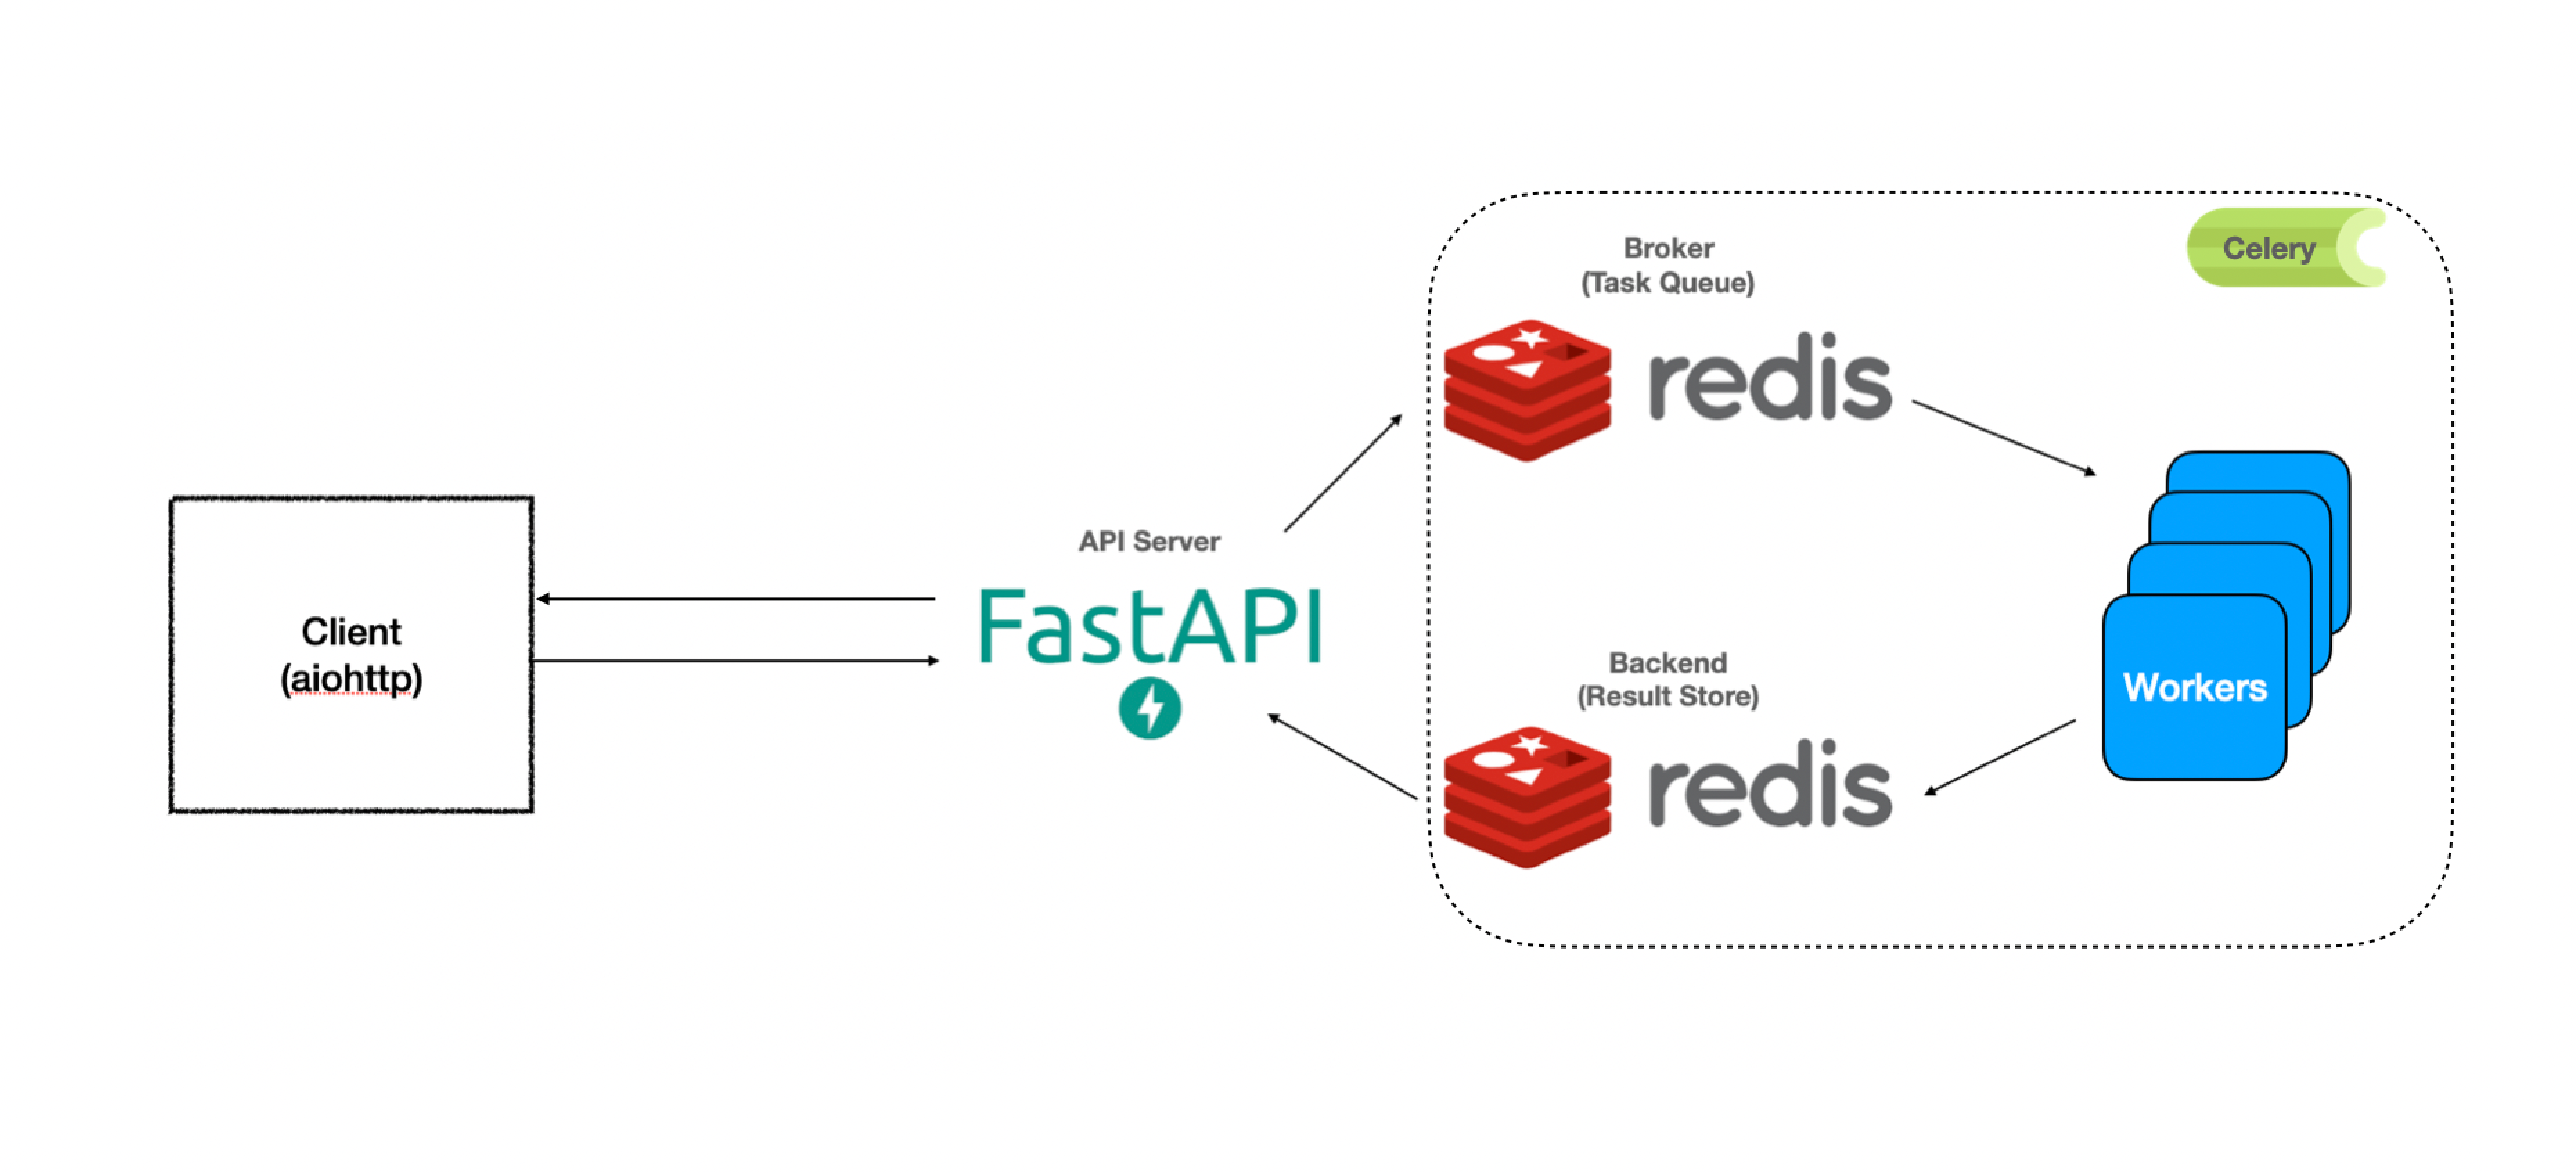 Client
(aiohttp)
API Server
FastAPI
Broker
(Task Queue)
redis
Backend
(Result Store)
redis
Celery
Workers